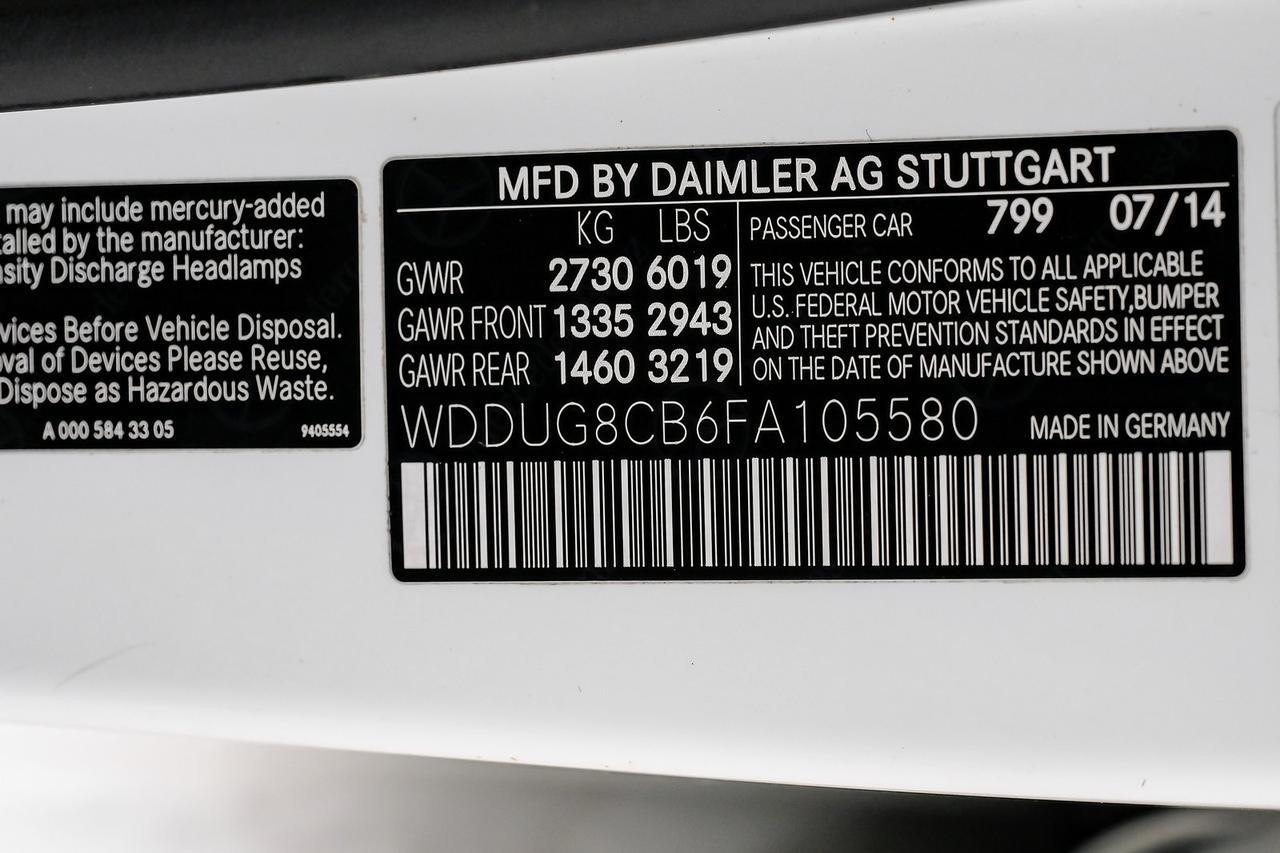 may include mercury-added
talled by the manufacturer:
nsity Discharge Headlamps
vices Before Vehicle Disposal.
oval of Devices Please Reuse,
Dispose as Hazardous Waste.
A 000 584 33 05
9405554
MFD BY DAIMLER AG STUTTGART
KG LBS
GVWR 2730 6019
GAWR FRONT 1335 2943
GAWR REAR 1460 3219
PASSENGER CAR 799 07/14
THIS VEHICLE CONFORMS TO ALL APPLICABLE
U.S. FEDERAL MOTOR VEHICLE SAFETY,BUMPER
AND THEFT PREVENTION STANDARDS IN EFFECT
ON THE DATE OF MANUFACTURE SHOWN ABOVE
WDDUG8CB6FA105580
MADE IN GERMANY